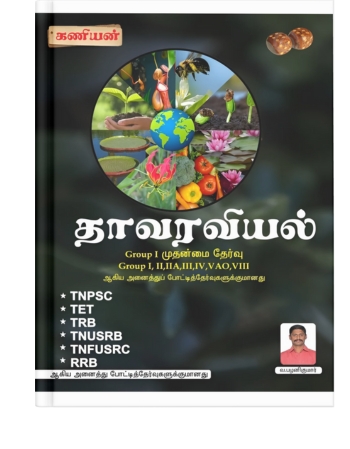 கணியன்
தாவரவியல்
Group I முதன்மை தேர்வு
Group I, II,IIA,III,IV,VAO,VIII
ஆகிய அனைத்துப் போட்டித்தேர்வுகளுக்குமானது
★ TNPSC
★ TET
★ TRB
★ TNUSRB
★ TNFUSRC
★ RRB
ஆகிய அனைத்து போட்டித்தேர்வுகளுக்குமானது
வ.பழனிகுமார்